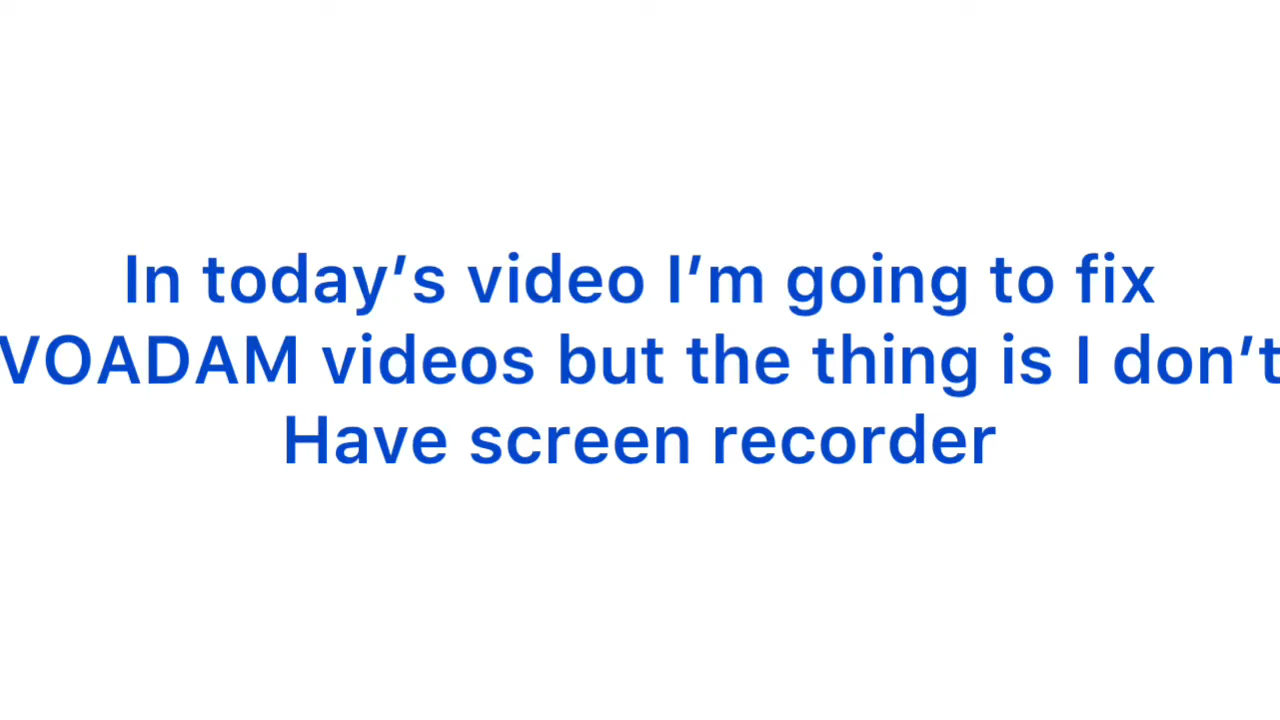 In today’s video I’m going to fix
VOADAM videos but the thing is I don’t
Have screen recorder